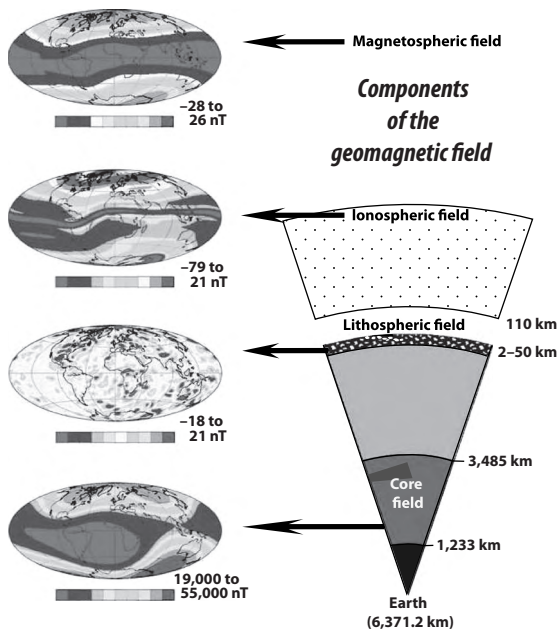 Magnetospheric field
Components
of the
geomagnetic field
–28 to
26 nT
Ionospheric field
–79 to
21 nT
110 km
Lithospheric field
2–50 km
–18 to
21 nT
3,485 km
Core
field
1,233 km
19,000 to
55,000 nT
Earth
(6,371.2 km)